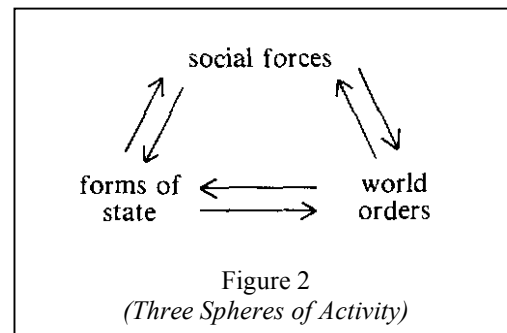 social forces
forms of
state
world
orders
Figure 2
(Three Spheres of Activity)